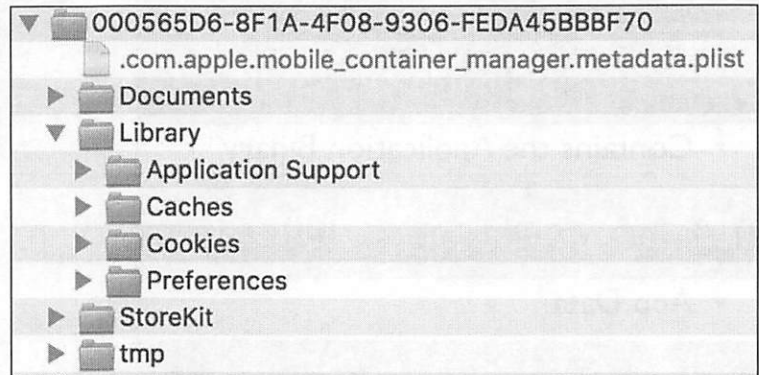 000565D6-8F1A-4F08-9306-FEDA45BBBF70
.com.apple.mobile_container_manager.metadata.plist
Documents
Library
Application Support
Caches
Cookies
Preferences
StoreKit
tmp